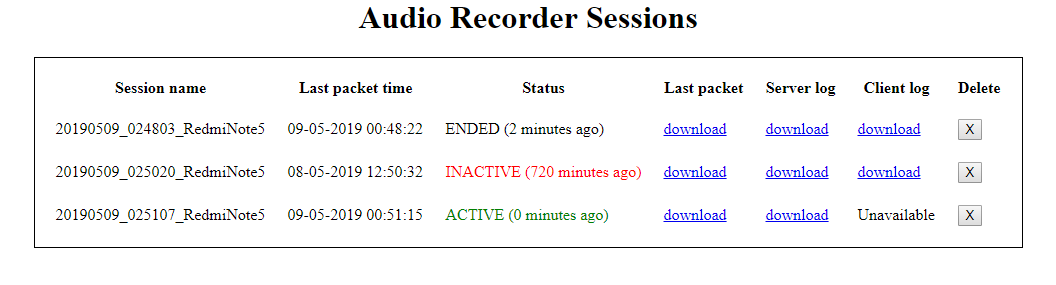 Audio Recorder Sessions
Session name Last packet time Status Last packet Server log Client log Delete
20190509_024803_RedmiNote5 09-05-2019 00:48:22 ENDED (2 minutes ago) download download download X
20190509_025020_RedmiNote5 08-05-2019 12:50:32 INACTIVE (720 minutes ago) download download download X
20190509_025107_RedmiNote5 09-05-2019 00:51:15 ACTIVE (0 minutes ago) download download Unavailable X